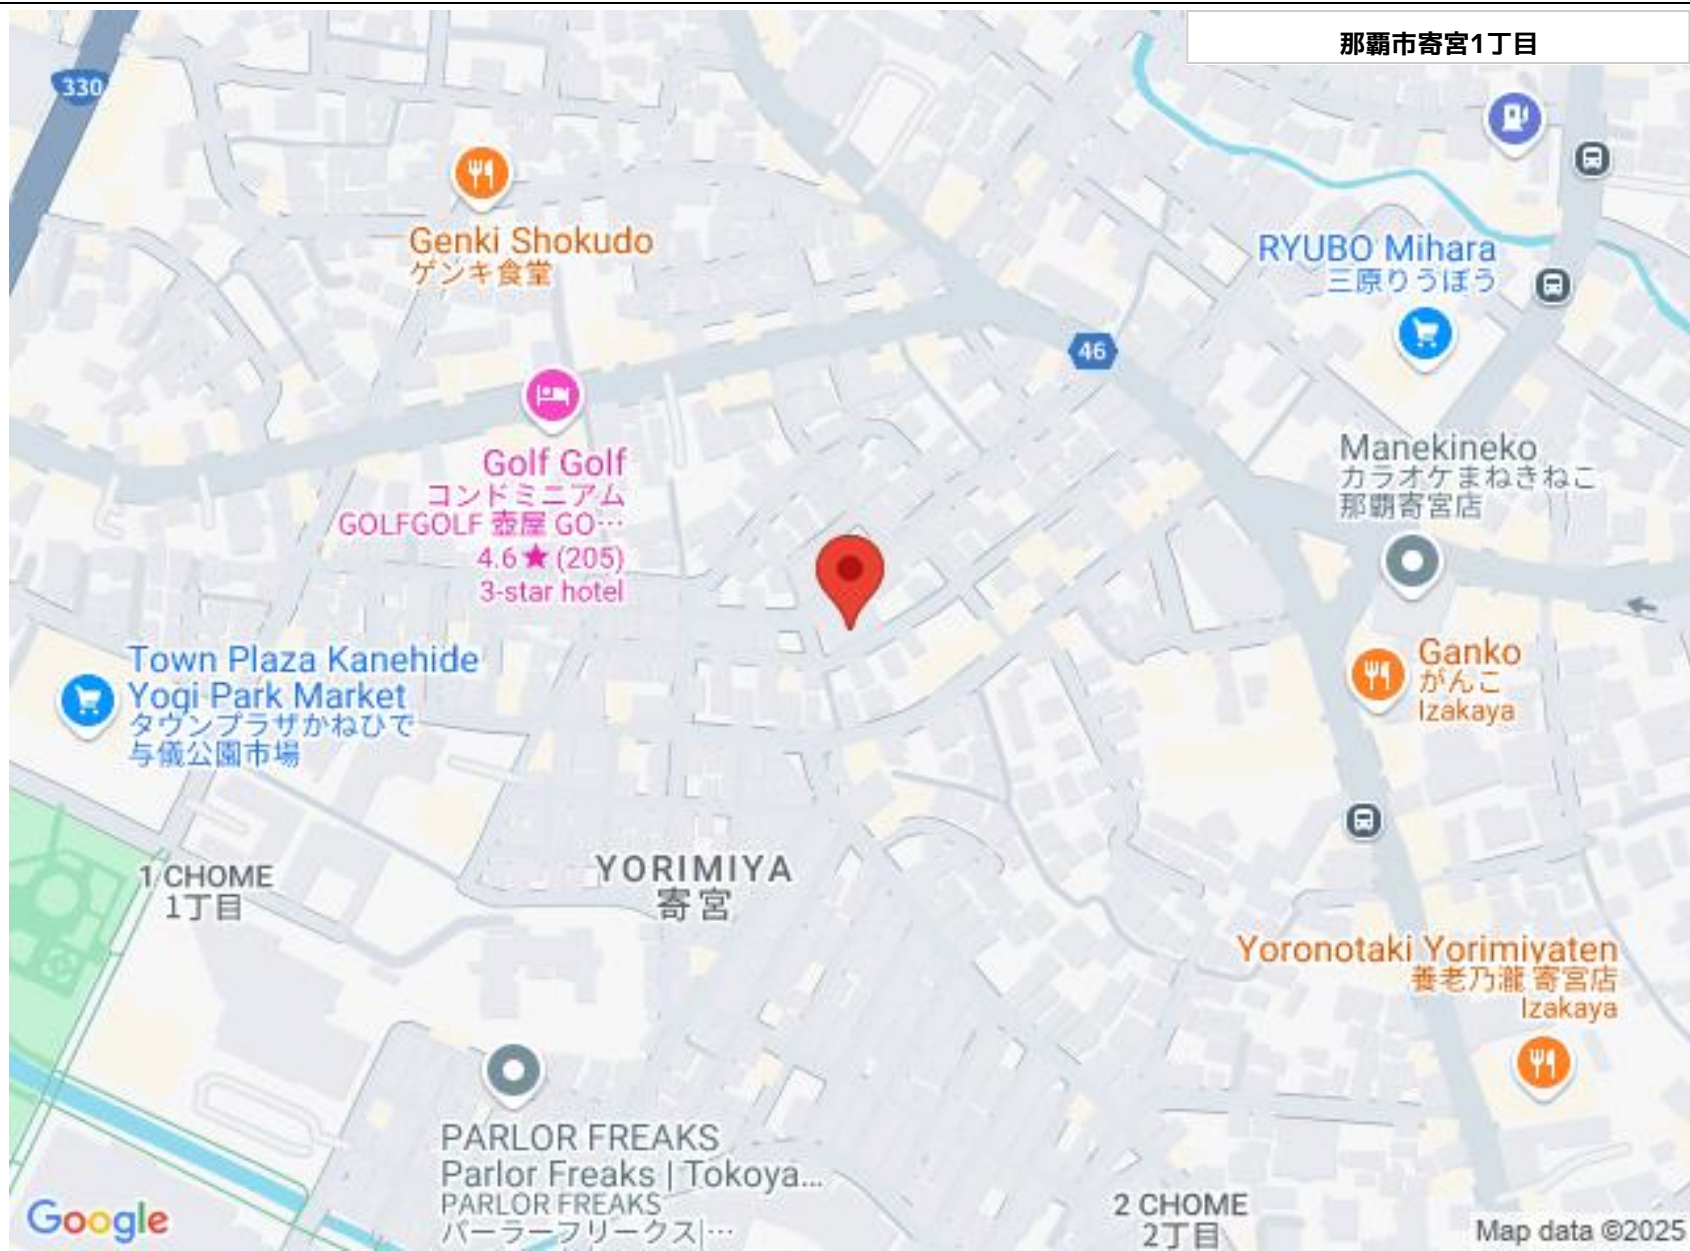 那覇市寄宮1丁目
330
Genki Shokudo
ゲンキ食堂
RYUBO Mihara
三原りうぼう
46
Golf Golf
コンドミニアム
GOLFGOLF 壺屋 GO…
4.6★(205)
3-star hotel
Manekineko
カラオケまねきねこ
那覇寄宮店
Town Plaza Kanehide
Yogi Park Market
タウンプラザかねひで
与儀公園市場
Ganko
がんこ
Izakaya
1 CHOME
1丁目
YORIMIYA
寄宮
Yoronotaki Yorimiyaten
養老乃瀧 寄宮店
Izakaya
PARLOR FREAKS
Parlor Freaks | Tokoya...
PARLOR FREAKS
パーラーフリークス|…
2 CHOME
2丁目
Google
Map data ©2025